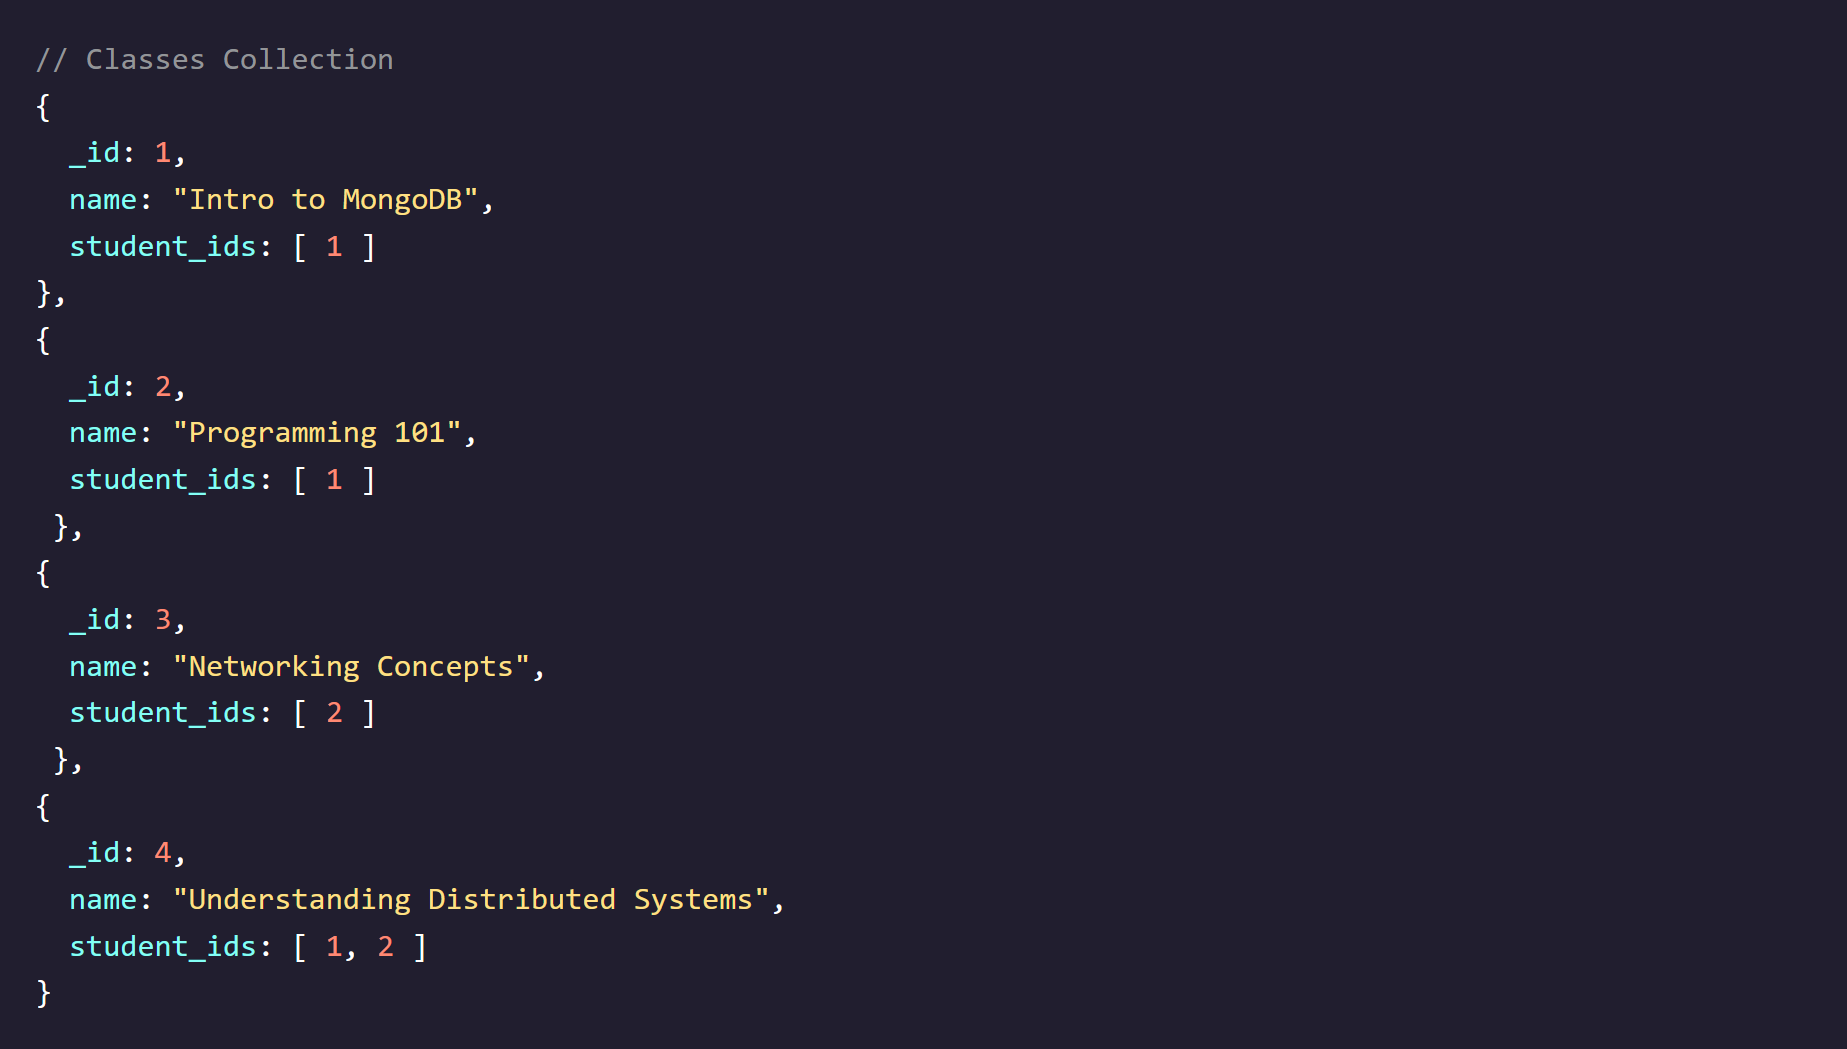 // Classes Collection
{
  _id: 1,
  name: "Intro to MongoDB",
  student_ids: [ 1 ]
},
{
  _id: 2,
  name: "Programming 101",
  student_ids: [ 1 ]
 },
{
  _id: 3,
  name: "Networking Concepts",
  student_ids: [ 2 ]
 },
{
  _id: 4,
  name: "Understanding Distributed Systems",
  student_ids: [ 1, 2 ]
}